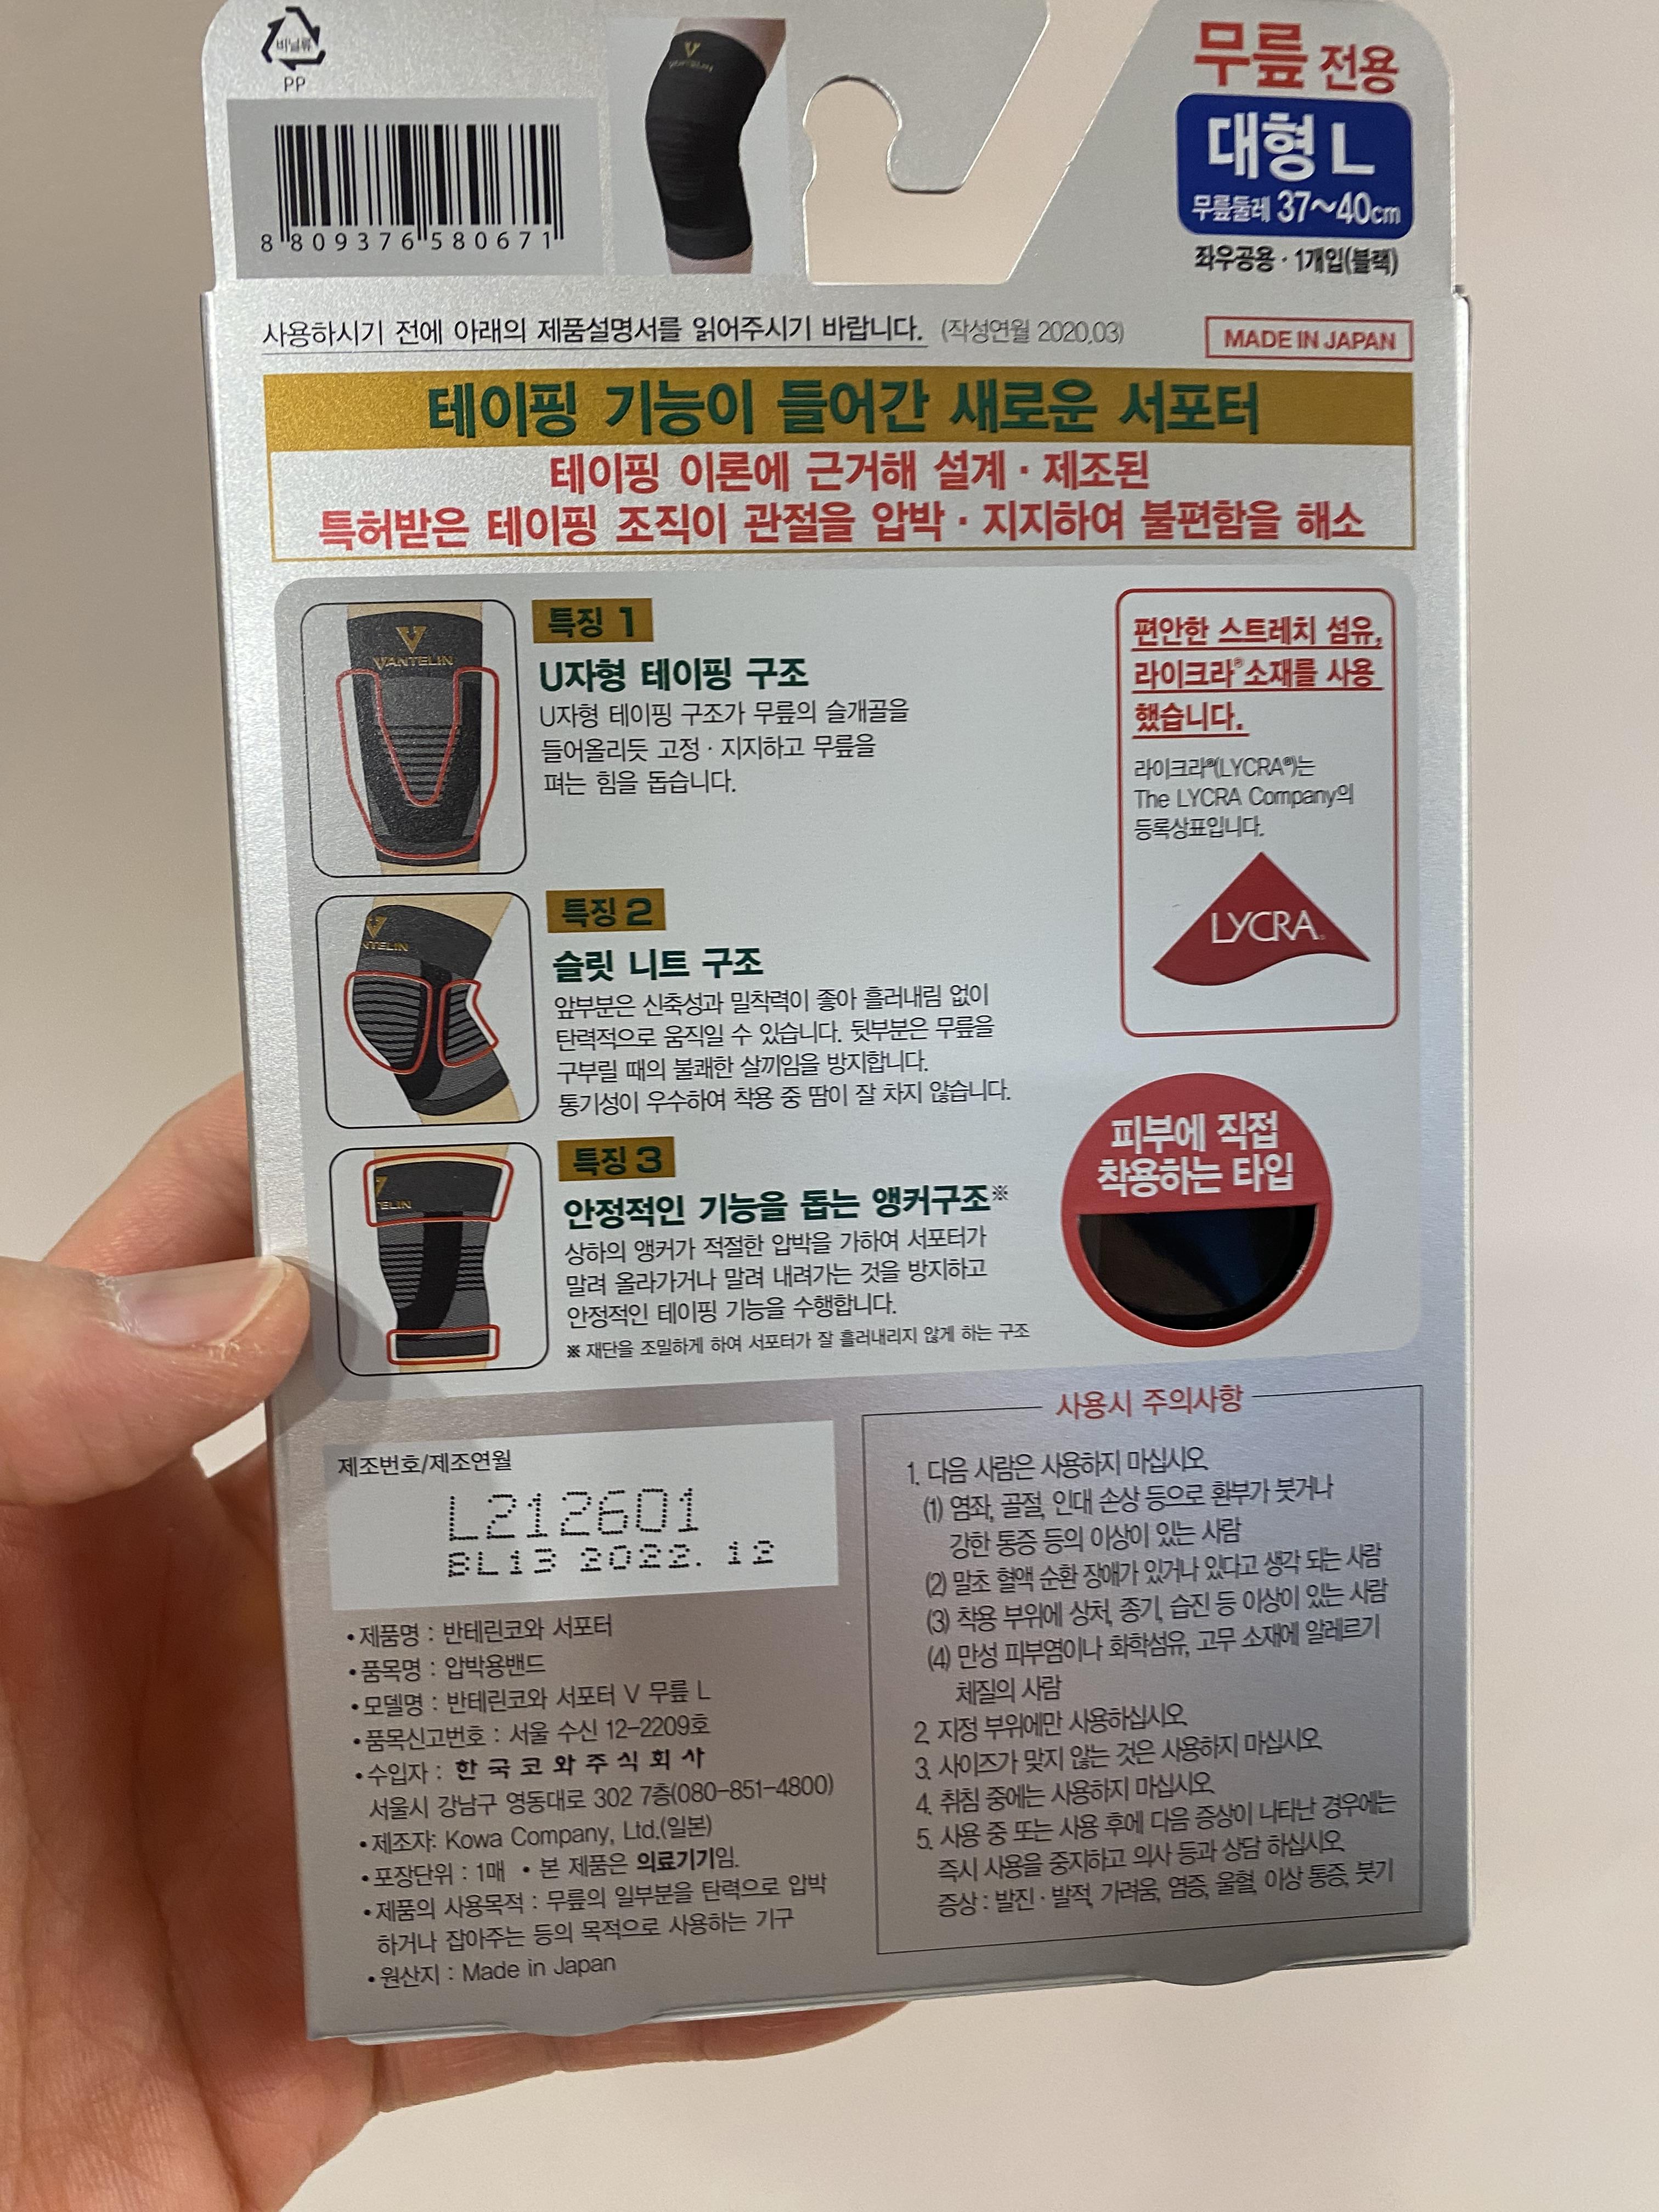 비닐류
PP
8 809376 580671
VANTELIN
무릎 전용
대형 L
무릎둘레 37~40cm
좌우공용 · 1개입(블랙)
사용하시기 전에 아래의 제품설명서를 읽어주시기 바랍니다. (작성연월 2020.03)
MADE IN JAPAN
테이핑 기능이 들어간 새로운 서포터
테이핑 이론에 근거해 설계 · 제조된
특허받은 테이핑 조직이 관절을 압박 · 지지하여 불편함을 해소
VANTELIN
특징 1
U자형 테이핑 구조
U자형 테이핑 구조가 무릎의 슬개골을
들어올리듯 고정 · 지지하고 무릎을
펴는 힘을 돕습니다.
편안한 스트레치 섬유,
라이크라®소재를 사용
했습니다.
라이크라®(LYCRA®)는
The LYCRA Company의
등록상표입니다.
LYCRA
NTELIN
특징 2
슬릿 니트 구조
앞부분은 신축성과 밀착력이 좋아 흘러내림 없이
탄력적으로 움직일 수 있습니다. 뒷부분은 무릎을
구부릴 때의 불쾌한 살끼임을 방지합니다.
통기성이 우수하여 착용 중 땀이 잘 차지 않습니다.
피부에 직접
착용하는 타입
ELIN
특징 3
안정적인 기능을 돕는 앵커구조※
상하의 앵커가 적절한 압박을 가하여 서포터가
말려 올라가거나 말려 내려가는 것을 방지하고
안정적인 테이핑 기능을 수행합니다.
※ 재단을 조밀하게 하여 서포터가 잘 흘러내리지 않게 하는 구조
제조번호/제조연월
L212601
BL13 2022. 12
• 제품명 : 반테린코와 서포터
• 품목명 : 압박용밴드
• 모델명 : 반테린코와 서포터 V 무릎 L
• 품목신고번호 : 서울 수신 12-2209호
• 수입자 : 한국코와주식회사
서울시 강남구 영동대로 302 7층(080-851-4800)
• 제조자: Kowa Company, Ltd.(일본)
• 포장단위 : 1매 • 본 제품은 의료기기임.
• 제품의 사용목적 : 무릎의 일부분을 탄력으로 압박
하거나 잡아주는 등의 목적으로 사용하는 기구
• 원산지 : Made in Japan
사용시 주의사항
1. 다음 사람은 사용하지 마십시오.
(1) 염좌, 골절, 인대 손상 등으로 환부가 붓거나
강한 통증 등의 이상이 있는 사람
(2) 말초 혈액 순환 장애가 있거나 있다고 생각 되는 사람
(3) 착용 부위에 상처, 종기, 습진 등 이상이 있는 사람
(4) 만성 피부염이나 화학섬유, 고무 소재에 알레르기
체질의 사람
2. 지정 부위에만 사용하십시오.
3. 사이즈가 맞지 않는 것은 사용하지 마십시오.
4. 취침 중에는 사용하지 마십시오.
5. 사용 중 또는 사용 후에 다음 증상이 나타난 경우에는
즉시 사용을 중지하고 의사 등과 상담 하십시오.
증상 : 발진 · 발적, 가려움, 염증, 울혈, 이상 통증, 붓기